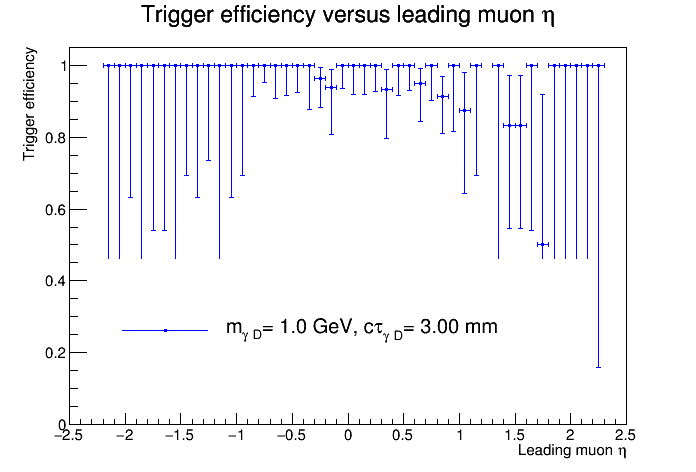 Trigger efficiency versus leading muon η
Trigger efficiency
1
0.8
0.6
0.4
0.2
0
mγ D= 1.0 GeV, cτγ D= 3.00 mm
−2.5 −2 −1.5 −1 −0.5 0 0.5 1 1.5 2 2.5
Leading muon η